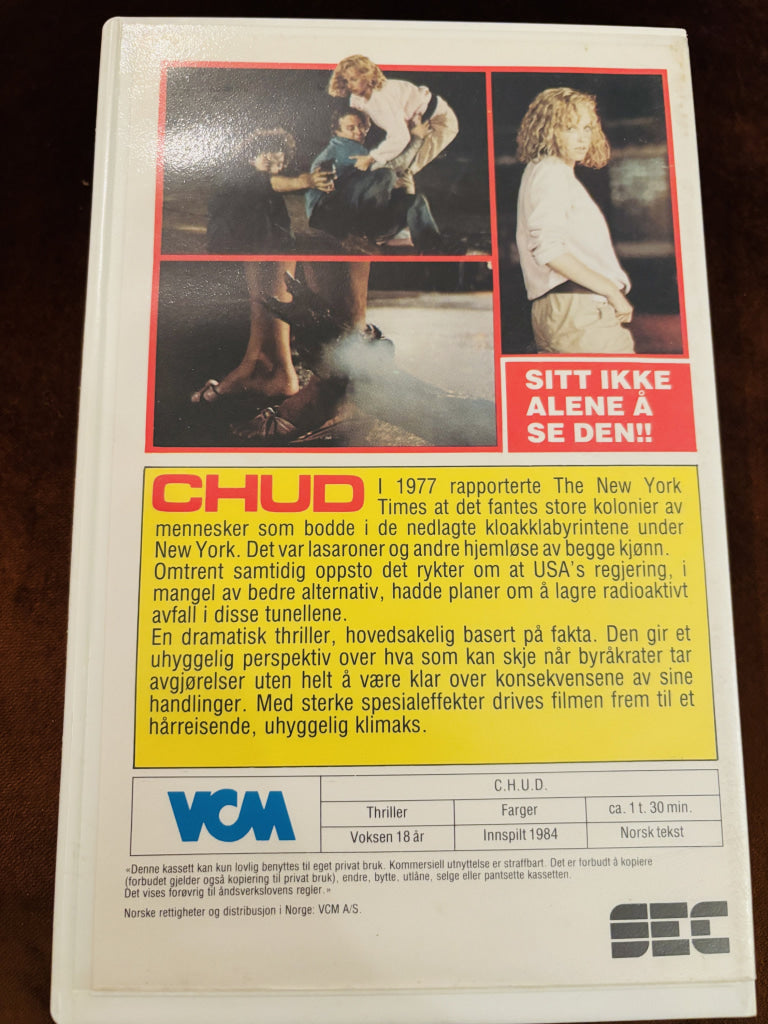 SITT IKKE
ALENE Å
SE DEN!!
CHUD I 1977 rapporterte The New York
Times at det fantes store kolonier av
mennesker som bodde i de nedlagte kloakklabyrintene under
New York. Det var lasaroner og andre hjemløse av begge kjønn.
Omtrent samtidig oppsto det rykter om at USA's regjering, i
mangel av bedre alternativ, hadde planer om å lagre radioaktivt
avfall i disse tunellene.
En dramatisk thriller, hovedsakelig basert på fakta. Den gir et
uhyggelig perspektiv over hva som kan skje når byråkrater tar
avgjørelser uten helt å være klar over konsekvensene av sine
handlinger. Med sterke spesialeffekter drives filmen frem til et
hårreisende, uhyggelig klimaks.
VCM
C.H.U.D.
Thriller Farger ca. 1 t. 30 min.
Voksen 18 år Innspilt 1984 Norsk tekst
«Denne kassett kan kun lovlig benyttes til eget privat bruk. Kommersiell utnyttelse er straffbart. Det er forbudt å kopiere
(forbudet gjelder også kopiering til privat bruk), endre, bytte, utlåne, selge eller pantsette kassetten.
Det vises forøvrig til åndsverkslovens regler.»
Norske rettigheter og distribusjon i Norge: VCM A/S.
SEC